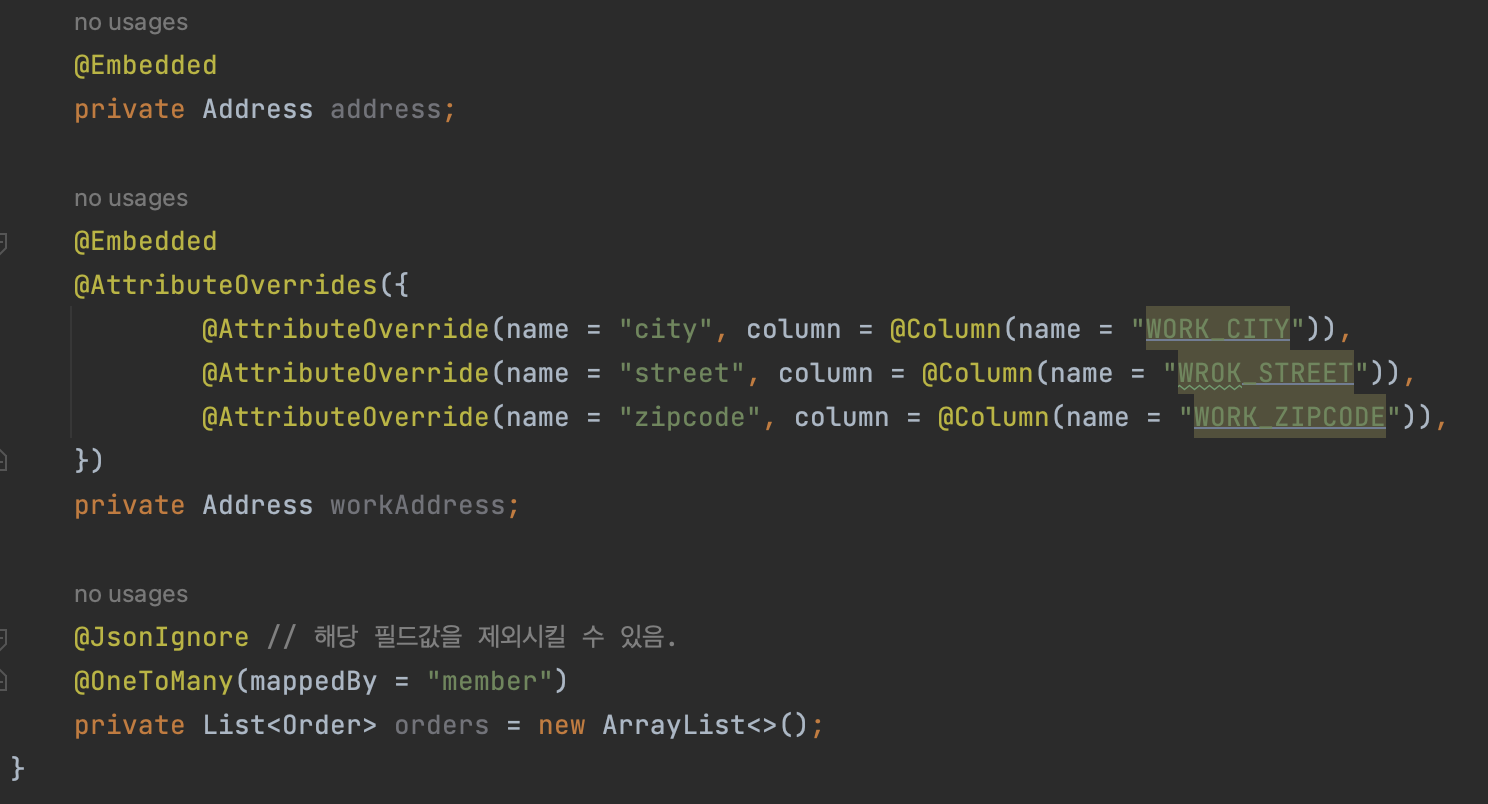 no usages
@Embedded
private Address address;
no usages
@Embedded
@AttributeOverrides({
@AttributeOverride(name = "city", column = @Column(name = "WORK_CITY")),
@AttributeOverride(name = "street", column = @Column(name = "WROK_STREET")),
@AttributeOverride(name = "zipcode", column = @Column(name = "WORK_ZIPCODE")),
})
private Address workAddress;
no usages
@JsonIgnore // 해당 필드값을 제외시킬 수 있음.
@OneToMany(mappedBy = "member")
private List<Order> orders = new ArrayList<>();
}